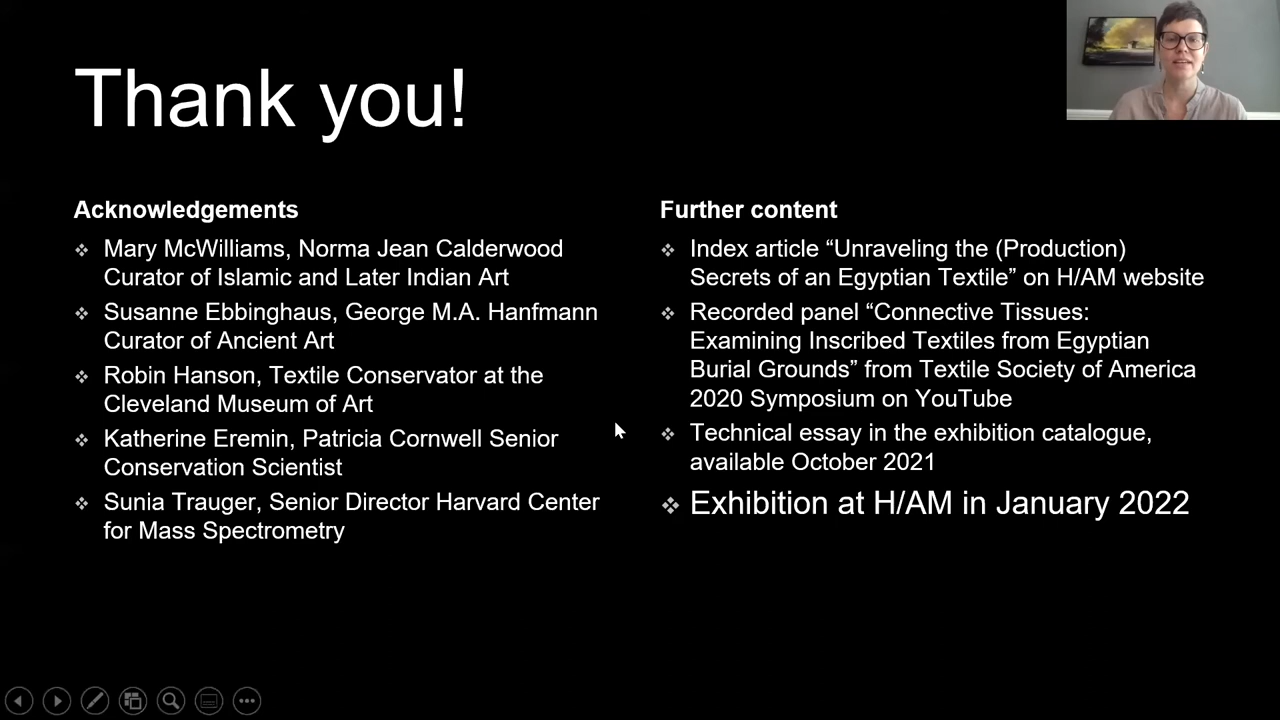 Thank you!
Acknowledgements
❖ Mary McWilliams, Norma Jean Calderwood
Curator of Islamic and Later Indian Art
❖ Susanne Ebbinghaus, George M.A. Hanfmann
Curator of Ancient Art
❖ Robin Hanson, Textile Conservator at the
Cleveland Museum of Art
❖ Katherine Eremin, Patricia Cornwell Senior
Conservation Scientist
❖ Sunia Trauger, Senior Director Harvard Center
for Mass Spectrometry
Further content
❖ Index article “Unraveling the (Production)
Secrets of an Egyptian Textile” on H/AM website
❖ Recorded panel “Connective Tissues:
Examining Inscribed Textiles from Egyptian
Burial Grounds” from Textile Society of America
2020 Symposium on YouTube
❖ Technical essay in the exhibition catalogue,
available October 2021
❖ Exhibition at H/AM in January 2022